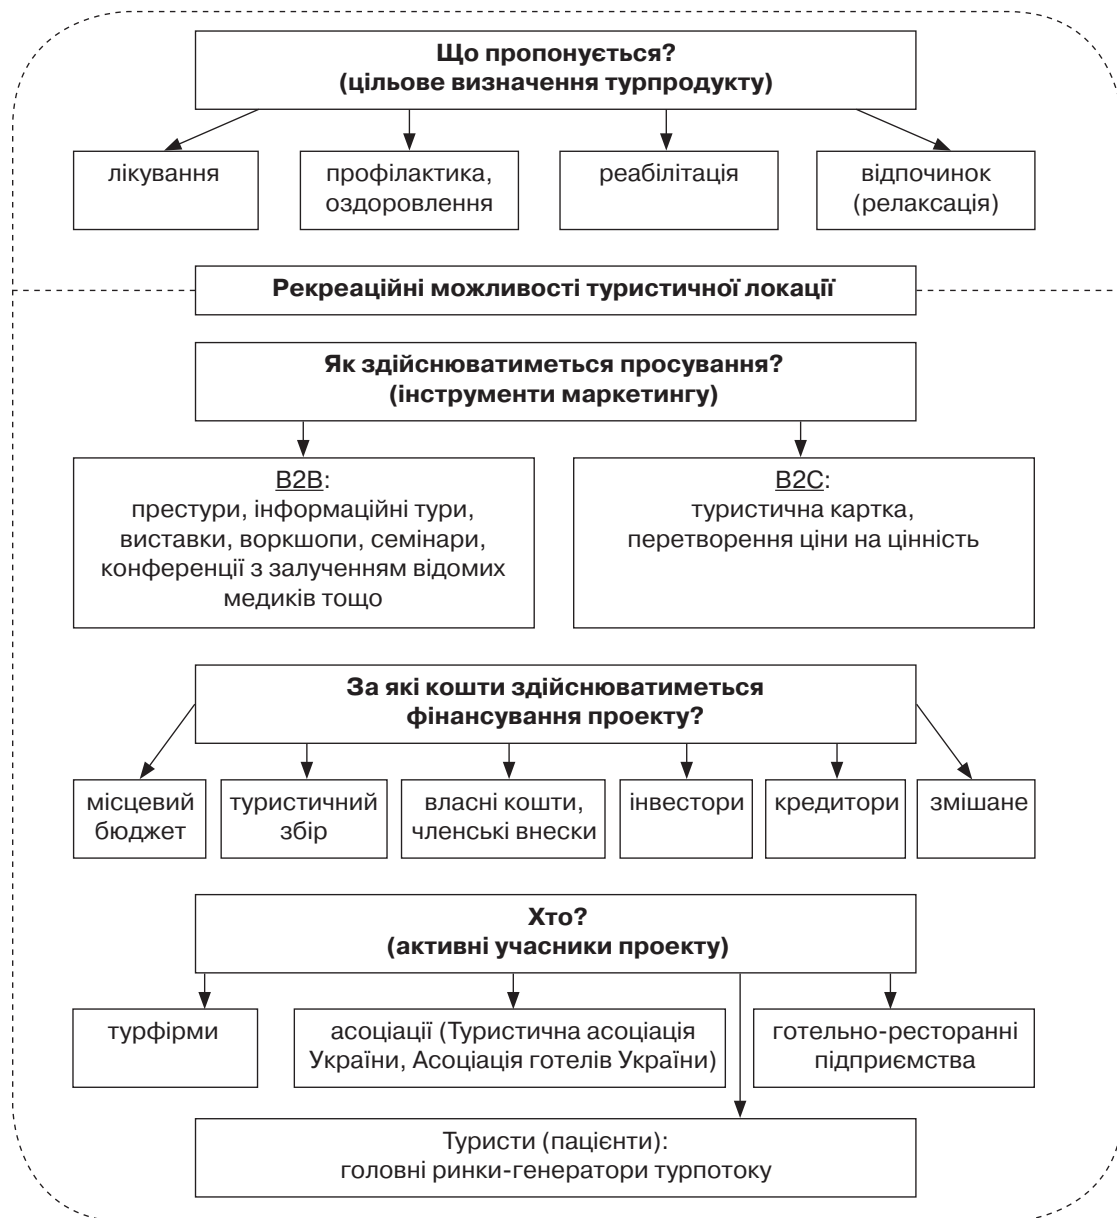 Що пропонується?
(цільове визначення турпродукту)
лікування
профілактика,
оздоровлення
реабілітація
відпочинок
(релаксація)
Рекреаційні можливості туристичної локації
Як здійснюватиметься просування?
(інструменти маркетингу)
B2B:
престури, інформаційні тури,
виставки, воркшопи, семінари,
конференції з залученням відомих
медиків тощо
B2C:
туристична картка,
перетворення ціни на цінність
За які кошти здійснюватиметься
фінансування проекту?
місцевий
бюджет
туристичний
збір
власні кошти,
членські внески
інвестори
кредитори
змішане
Хто?
(активні учасники проекту)
турфірми
асоціації (Туристична асоціація
України, Асоціація готелів України)
готельно-ресторанні
підприємства
Туристи (пацієнти):
головні ринки-генератори турпотоку